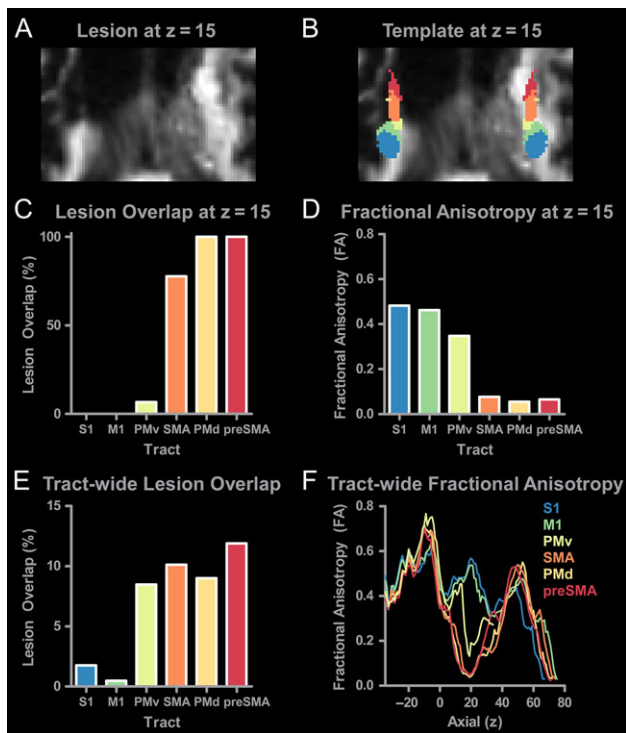 A Lesion at z = 15
B Template at z = 15
C Lesion Overlap at z = 15
Lesion Overlap (%)
100
50
0
S1 M1 PMv SMA PMd preSMA
Tract
D Fractional Anisotropy at z = 15
Fractional Anisotropy (FA)
0.8
0.6
0.4
0.2
0.0
S1 M1 PMv SMA PMd preSMA
Tract
E Tract-wide Lesion Overlap
Lesion Overlap (%)
15
10
5
0
S1 M1 PMv SMA PMd preSMA
Tract
F Tract-wide Fractional Anisotropy
Fractional Anisotropy (FA)
0.8
0.6
0.4
0.2
0.0
S1
M1
PMv
SMA
PMd
preSMA
–20 0 20 40 60 80
Axial (z)